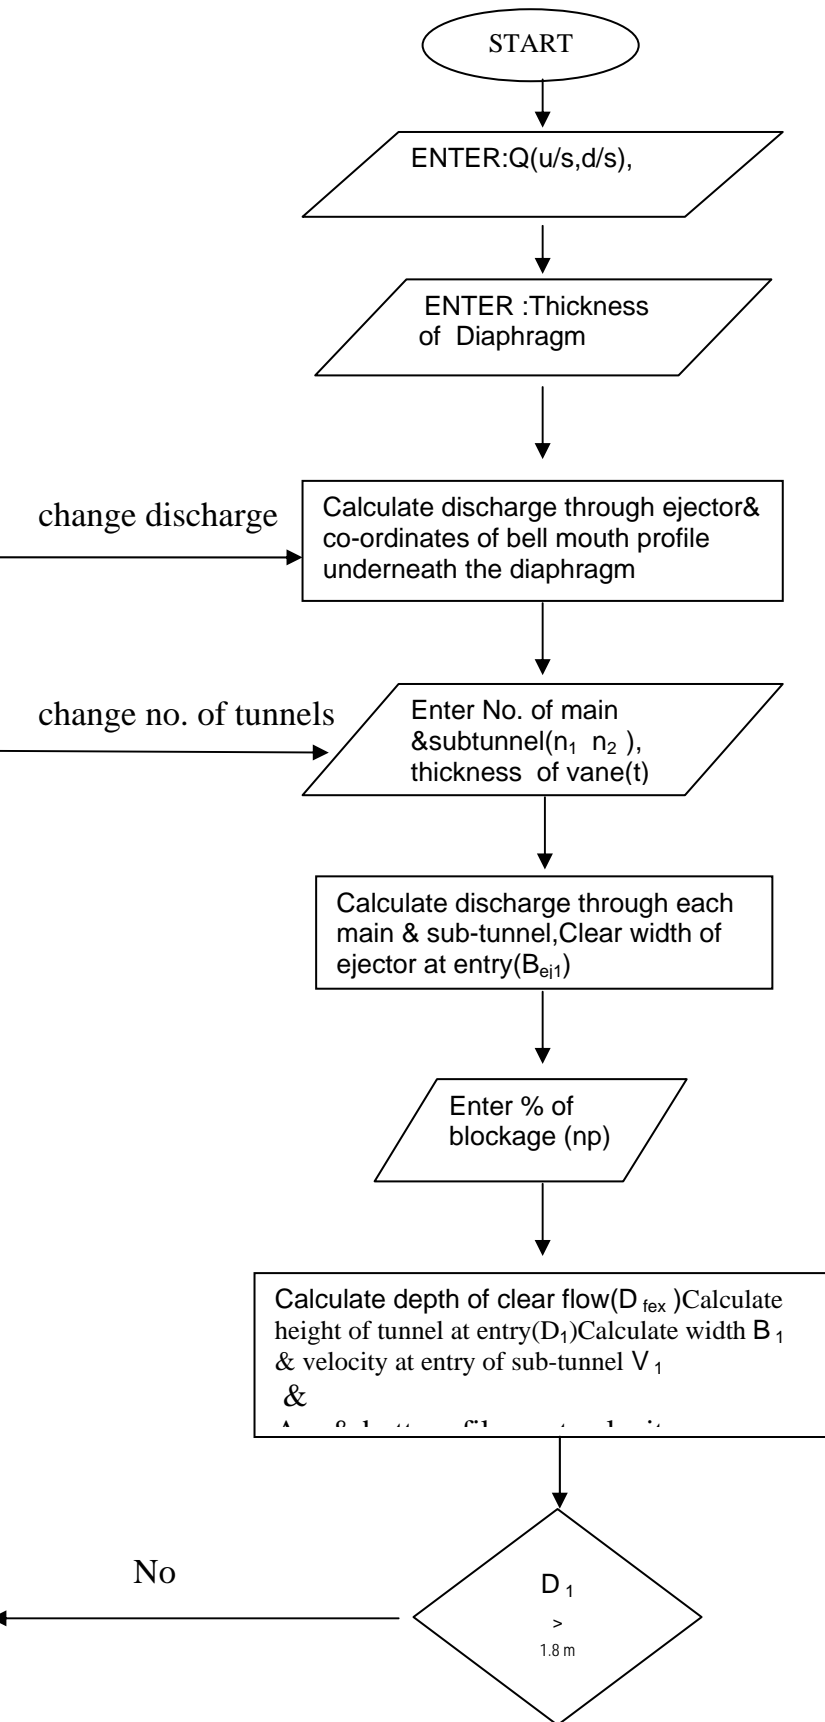 START
ENTER:Q(u/s,d/s),
ENTER :Thickness
of Diaphragm
change discharge
Calculate discharge through ejector&
co-ordinates of bell mouth profile
underneath the diaphragm
change no. of tunnels
Enter No. of main
&subtunnel(n₁ n₂ ),
thickness of vane(t)
Calculate discharge through each
main & sub-tunnel,Clear width of
ejector at entry(Bej1)
Enter % of
blockage (np)
Calculate depth of clear flow(D fex )Calculate
height of tunnel at entry(D₁)Calculate width B ₁
& velocity at entry of sub-tunnel V ₁
&
No
D ₁
>
1.8 m